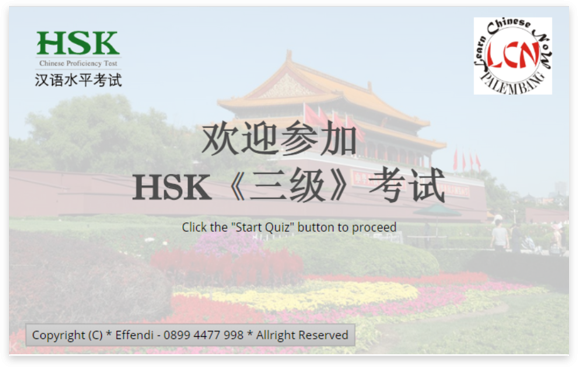 HSK
Chinese Proficiency Test
汉语水平考试
Learn Chinese NoW
LCN
PALEMBANG
欢迎参加
HSK《三级》考试
Click the "Start Quiz" button to proceed
Copyright (C) * Effendi - 0899 4477 998 * Allright Reserved